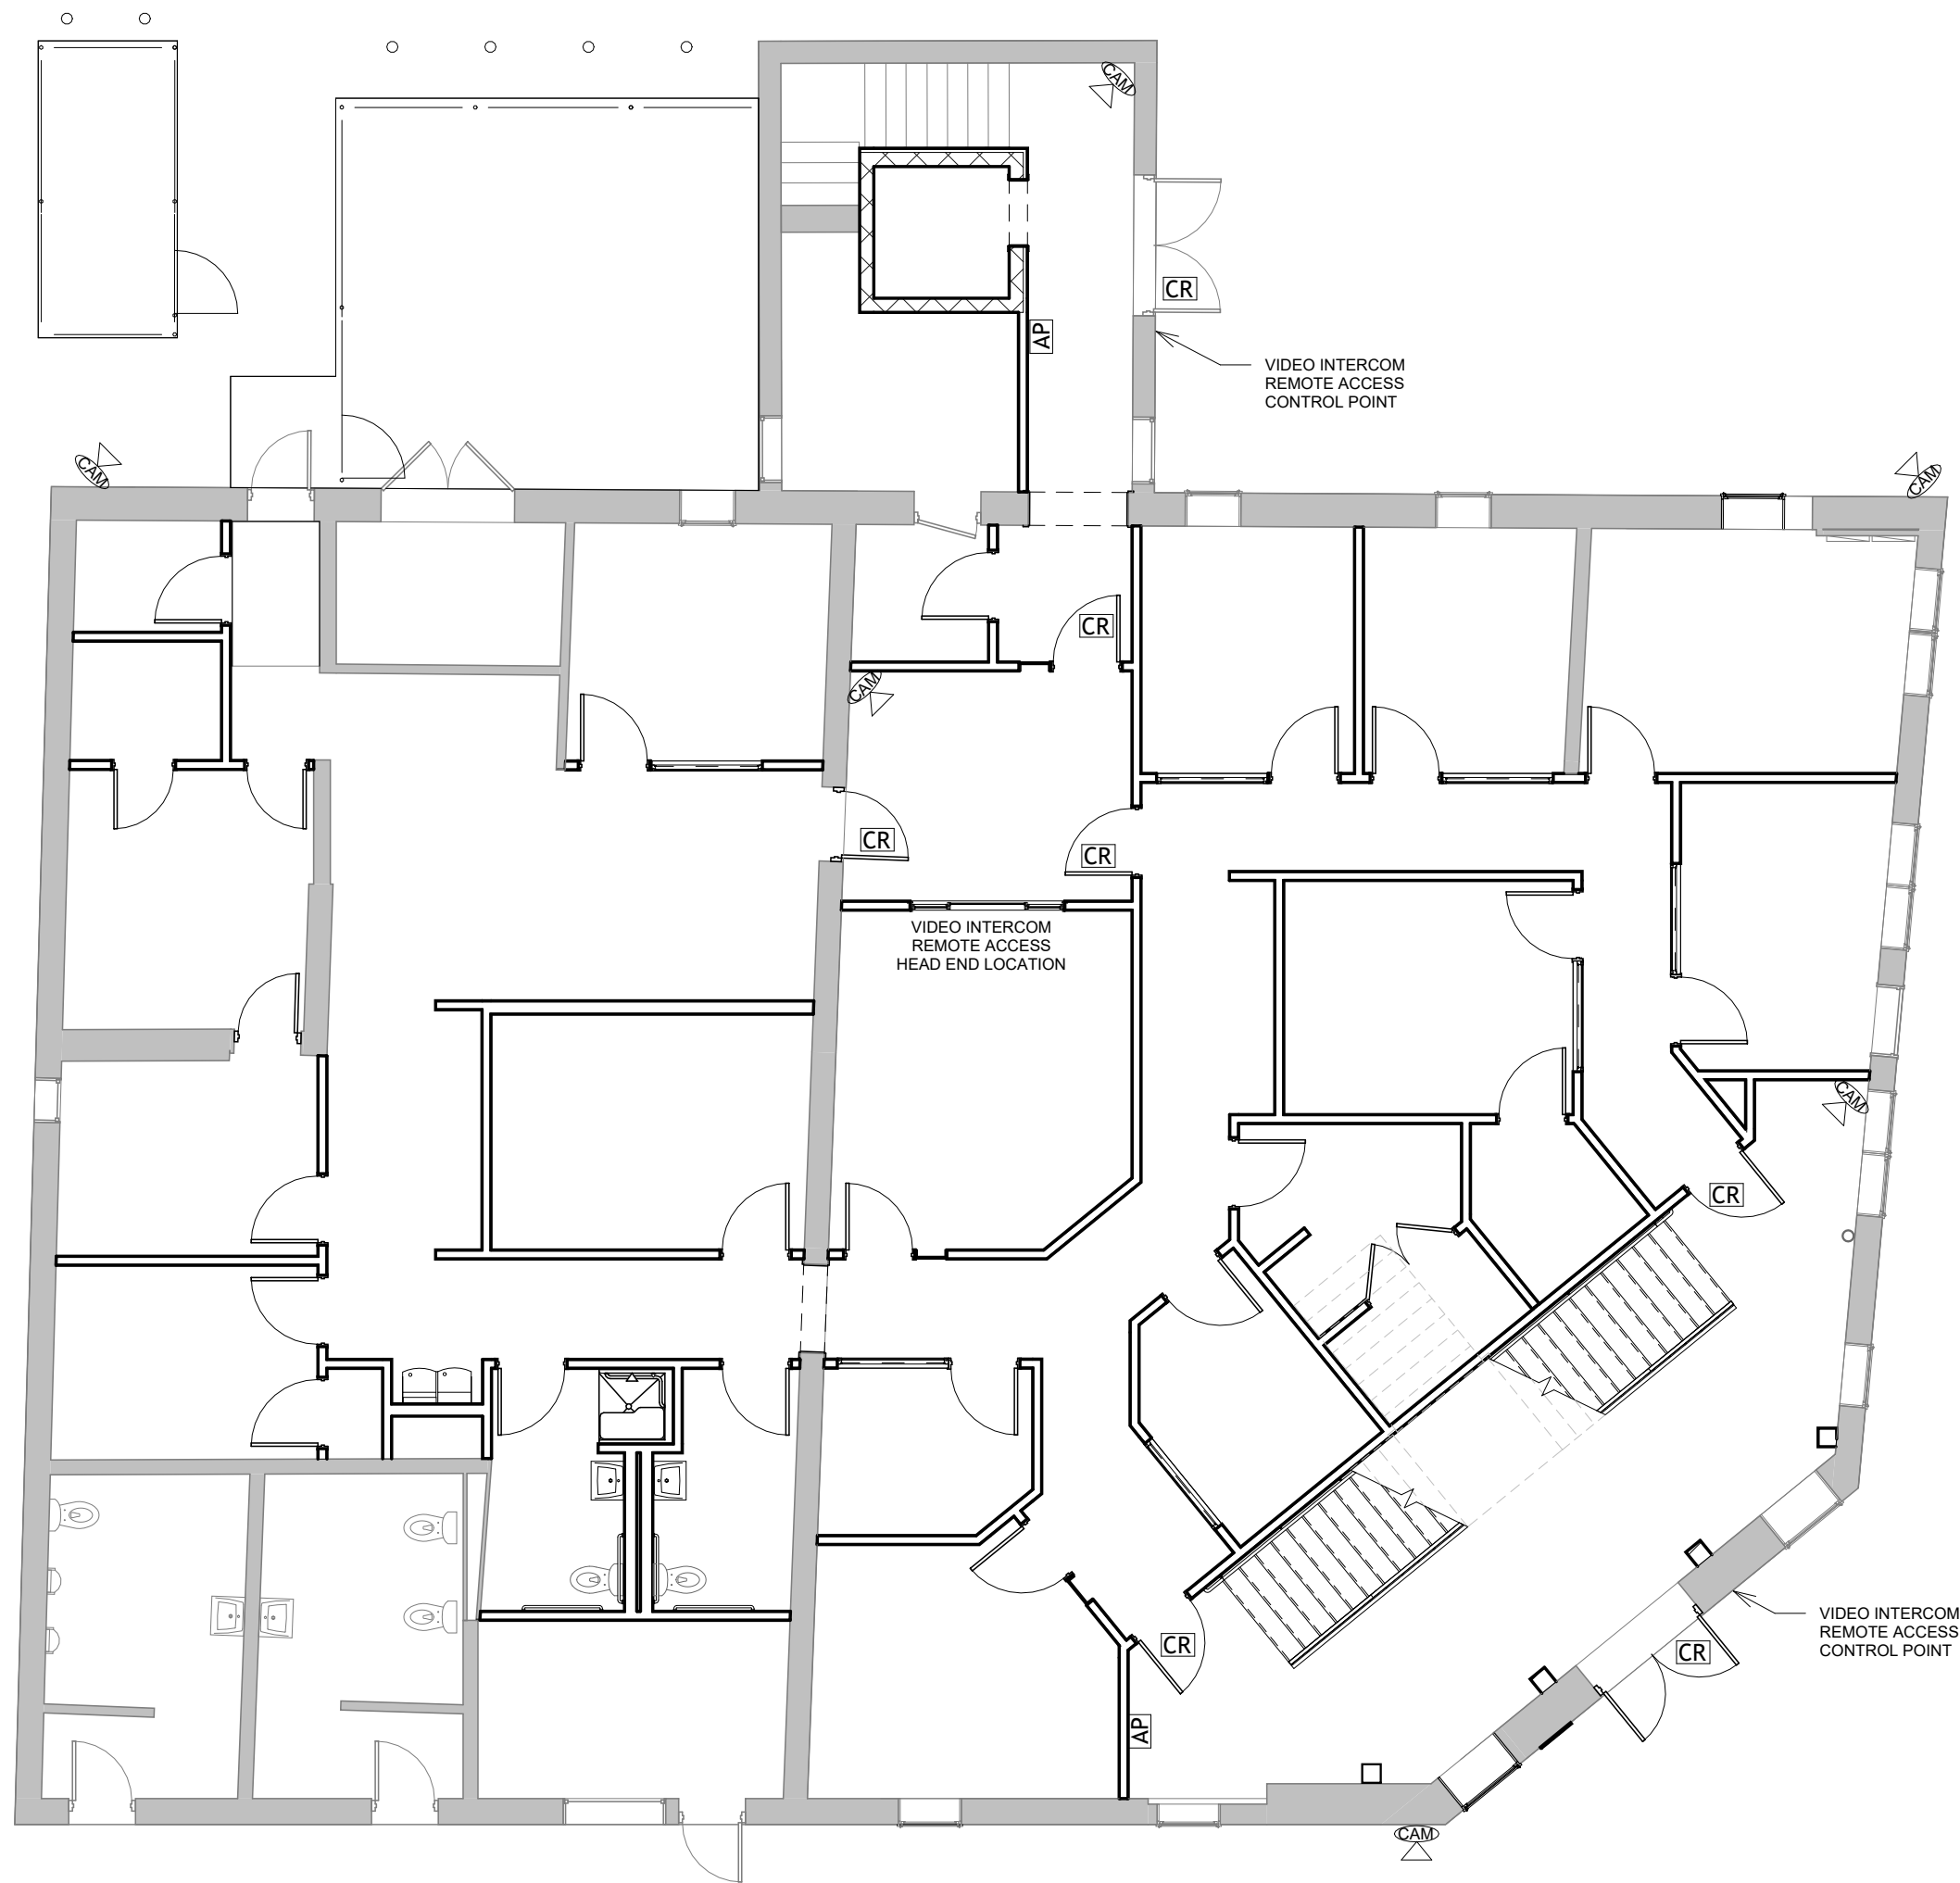 CAM
CR
AP
VIDEO INTERCOM
REMOTE ACCESS
CONTROL POINT
CAM
CAM
CR
CAM
CR
CR
VIDEO INTERCOM
REMOTE ACCESS
HEAD END LOCATION
CAM
CR
VIDEO INTERCOM
REMOTE ACCESS
CONTROL POINT
CR
CR
AP
CAM